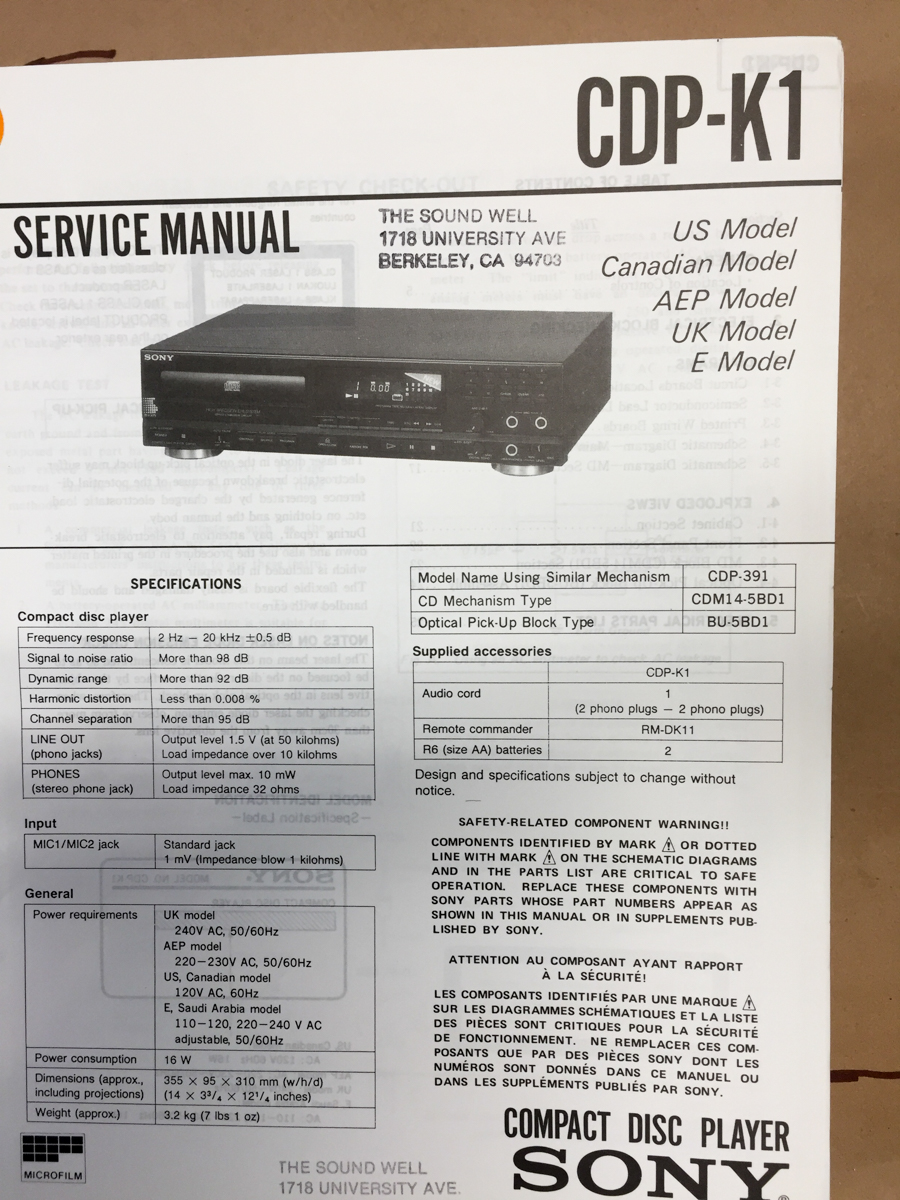 CDP-K1
SERVICE MANUAL
THE SOUND WELL
1718 UNIVERSITY AVE
BERKELEY, CA 94703
US Model
Canadian Model
AEP Model
UK Model
E Model
SONY
SPECIFICATIONS
Compact disc player
Frequency response 2 Hz – 20 kHz ±0.5 dB
Signal to noise ratio More than 98 dB
Dynamic range More than 92 dB
Harmonic distortion Less than 0.008 %
Channel separation More than 95 dB
LINE OUT Output level 1.5 V (at 50 kilohms)
(phono jacks) Load impedance over 10 kilohms
PHONES Output level max. 10 mW
(stereo phone jack) Load impedance 32 ohms
Input
MIC1/MIC2 jack Standard jack
1 mV (Impedance blow 1 kilohms)
General
Power requirements UK model
240V AC, 50/60Hz
AEP model
220–230V AC, 50/60Hz
US, Canadian model
120V AC, 60Hz
E, Saudi Arabia model
110–120, 220–240 V AC
adjustable, 50/60Hz
Power consumption 16 W
Dimensions (approx., 355 × 95 × 310 mm (w/h/d)
including projections) (14 × 3 3/4 × 12 1/4 inches)
Weight (approx.) 3.2 kg (7 lbs 1 oz)
MICROFILM
Model Name Using Similar Mechanism CDP-391
CD Mechanism Type CDM14-5BD1
Optical Pick-Up Block Type BU-5BD1
Supplied accessories
CDP-K1
Audio cord 1
(2 phono plugs – 2 phono plugs)
Remote commander RM-DK11
R6 (size AA) batteries 2
Design and specifications subject to change without
notice.
SAFETY-RELATED COMPONENT WARNING!!
COMPONENTS IDENTIFIED BY MARK ⚠ OR DOTTED
LINE WITH MARK ⚠ ON THE SCHEMATIC DIAGRAMS
AND IN THE PARTS LIST ARE CRITICAL TO SAFE
OPERATION. REPLACE THESE COMPONENTS WITH
SONY PARTS WHOSE PART NUMBERS APPEAR AS
SHOWN IN THIS MANUAL OR IN SUPPLEMENTS PUB-
LISHED BY SONY.
ATTENTION AU COMPOSANT AYANT RAPPORT
À LA SÉCURITÉ!
LES COMPOSANTS IDENTIFIÉS PAR UNE MARQUE ⚠
SUR LES DIAGRAMMES SCHÉMATIQUES ET LA LISTE
DES PIÈCES SONT CRITIQUES POUR LA SÉCURITÉ
DE FONCTIONNEMENT. NE REMPLACER CES COM-
POSANTS QUE PAR DES PIÈCES SONY DONT LES
NUMÉROS SONT DONNÉS DANS CE MANUEL OU
DANS LES SUPPLÉMENTS PUBLIÉS PAR SONY.
COMPACT DISC PLAYER
SONY®
THE SOUND WELL
1718 UNIVERSITY AVE.